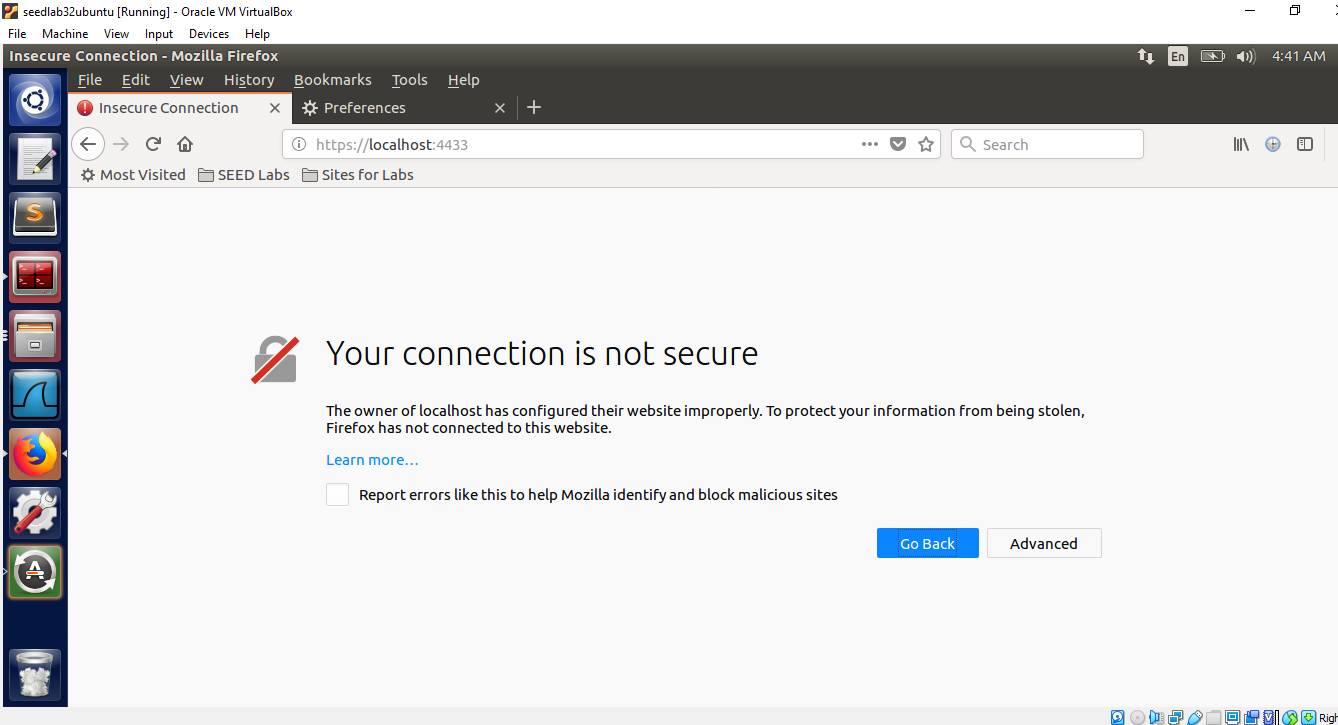 seedlab32ubuntu [Running] - Oracle VM VirtualBox
File Machine View Input Devices Help
Insecure Connection - Mozilla Firefox
En 4:41 AM
File Edit View History Bookmarks Tools Help
Insecure Connection Preferences
https://localhost:4433 Search
Most Visited SEED Labs Sites for Labs
Your connection is not secure
The owner of localhost has configured their website improperly. To protect your information from being stolen,
Firefox has not connected to this website.
Learn more…
Report errors like this to help Mozilla identify and block malicious sites
Go Back Advanced